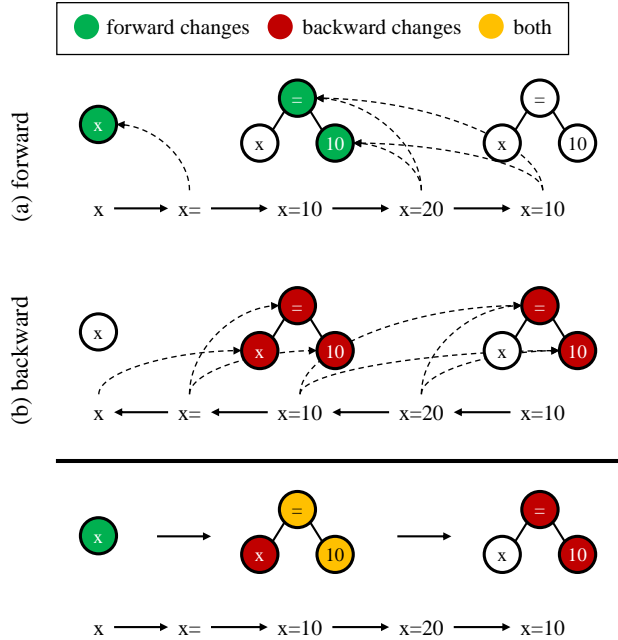 forward changes backward changes both
(a) forward
= =
x
x 10 x 10
x x= x=10 x=20 x=10
(b) backward
= =
x
x 10 x 10
x x= x=10 x=20 x=10
= =
x
x 10 x 10
x x= x=10 x=20 x=10